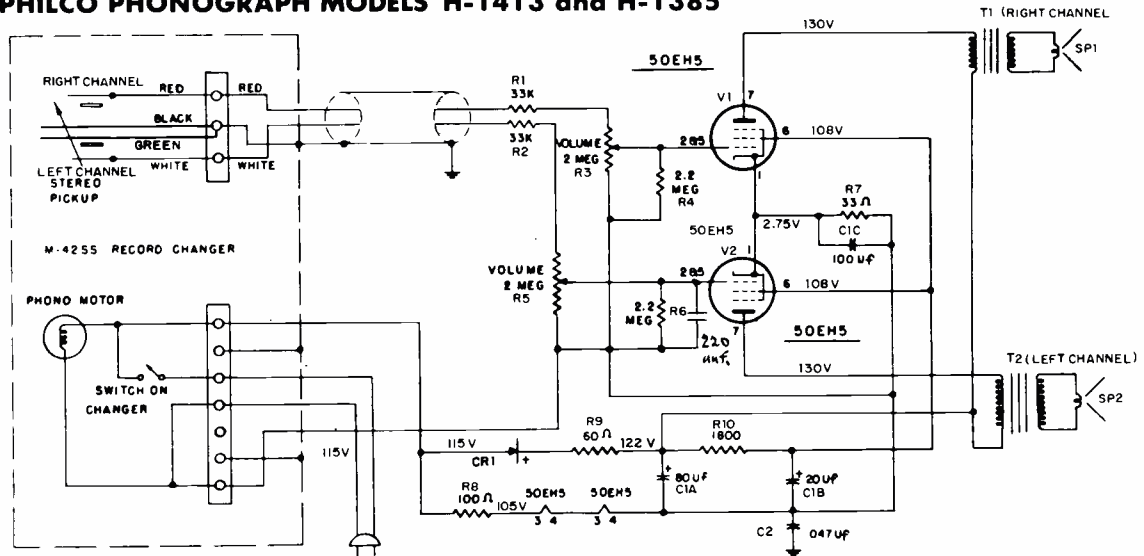 PHILCO PHONOGRAPH MODELS H-1413 and H-1385
T1 (RIGHT CHANNEL
130V
SP1
50EH5
RIGHT CHANNEL
RED
RED
BLACK
GREEN
WHITE
WHITE
LEFT CHANNEL
STEREO
PICKUP
R1
33K
33K
R2
VOLUME
2 MEG
R3
2.2
MEG
R4
2&5
V1
7
6
108V
1
R7
33Ω
2.75V
C1C
100 uf
M-42SS RECORD CHANGER
50EH5
V2
1
VOLUME
2 MEG
R5
2&5
6
108V
2.2
MEG
R6
220
7
50EH5
PHONO MOTOR
SWITCH ON
CHANGER
115V
130V
T2 (LEFT CHANNEL)
SP2
115V
CR1
+
R9
60Ω
122 V
R10
1800
+
80 uf
C1A
+
20 uf
C1B
R8
100Ω
105V
50EH5
3 4
50EH5
3 4
C2
047 uf